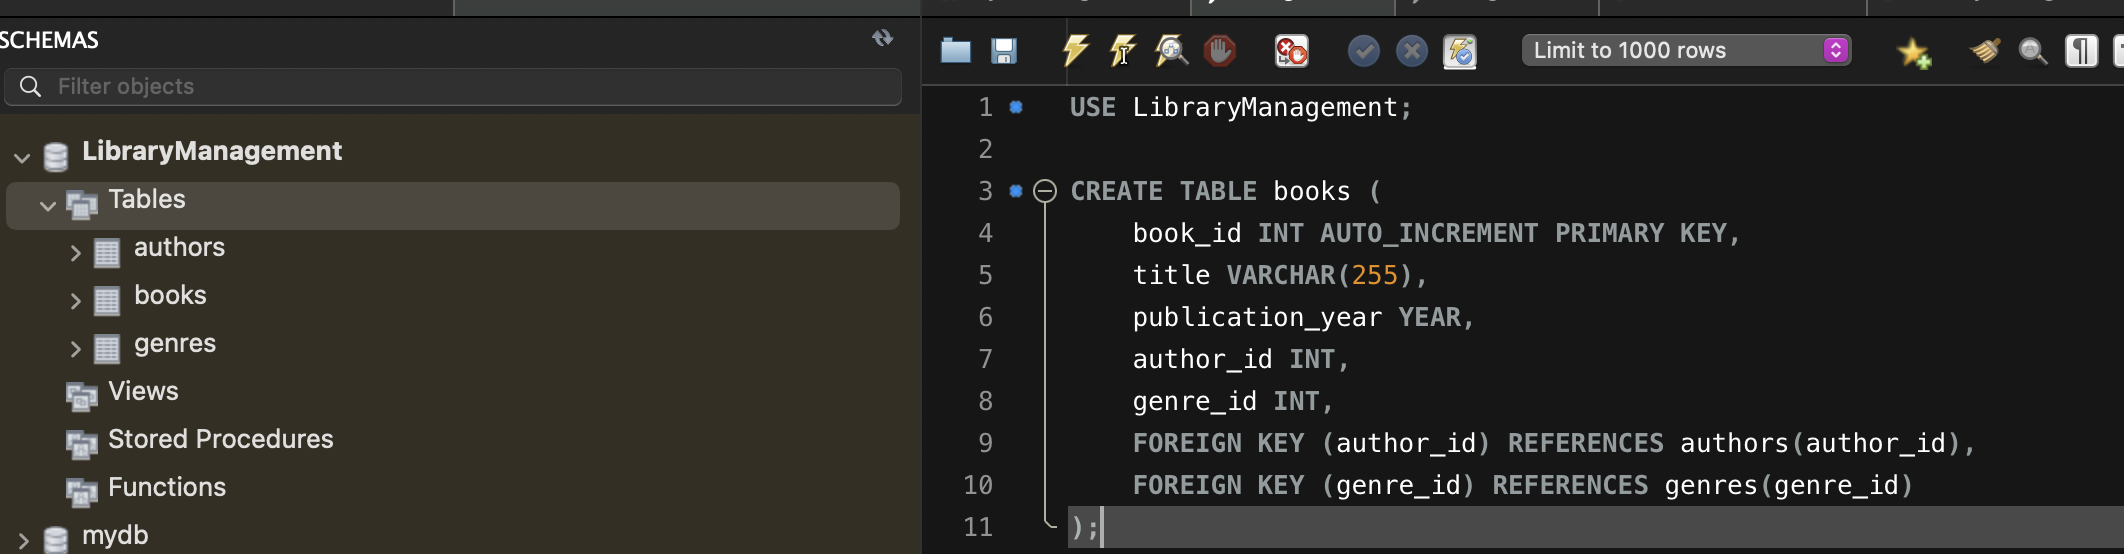 SCHEMAS
Filter objects
LibraryManagement
Tables
authors
books
genres
Views
Stored Procedures
Functions
mydb
Limit to 1000 rows
1 USE LibraryManagement;
2
3 CREATE TABLE books (
4 book_id INT AUTO_INCREMENT PRIMARY KEY,
5 title VARCHAR(255),
6 publication_year YEAR,
7 author_id INT,
8 genre_id INT,
9 FOREIGN KEY (author_id) REFERENCES authors(author_id),
10 FOREIGN KEY (genre_id) REFERENCES genres(genre_id)
11 );